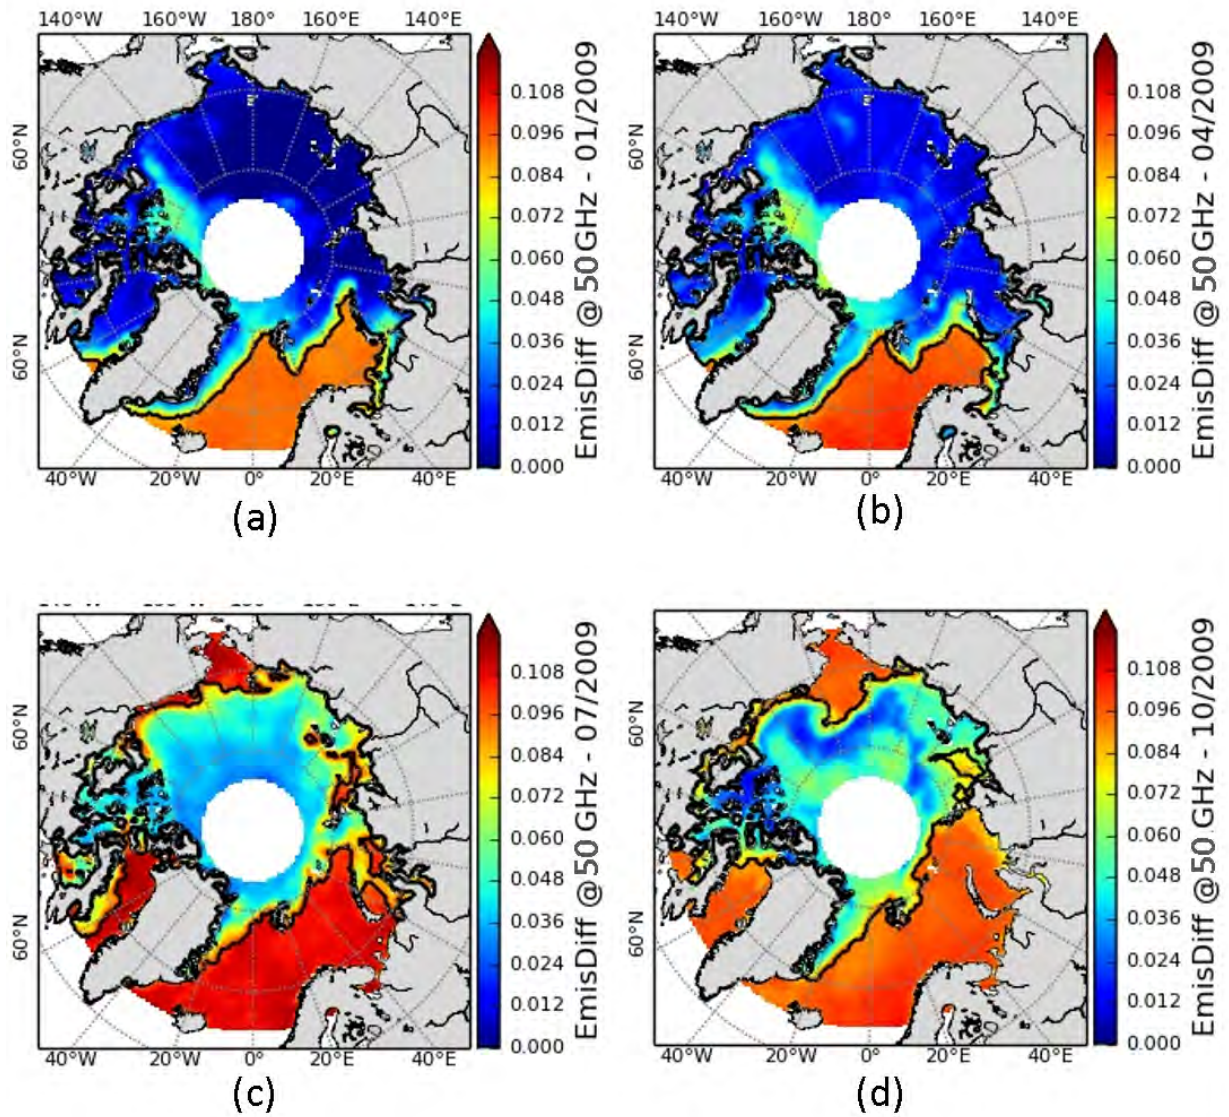 140°W 160°W 180° 160°E 140°E
60°N
60°N
40°W 20°W 0° 20°E 40°E
0.108
0.096
0.084
0.072
0.060
0.048
0.036
0.024
0.012
0.000
EmisDiff @ 50 GHz - 01/2009
(a)
140°W 160°W 180° 160°E 140°E
60°N
60°N
40°W 20°W 0° 20°E 40°E
0.108
0.096
0.084
0.072
0.060
0.048
0.036
0.024
0.012
0.000
EmisDiff @ 50 GHz - 04/2009
(b)
60°N
60°N
40°W 20°W 0° 20°E 40°E
0.108
0.096
0.084
0.072
0.060
0.048
0.036
0.024
0.012
0.000
EmisDiff @50 GHz - 07/2009
(c)
60°N
60°N
40°W 20°W 0° 20°E 40°E
0.108
0.096
0.084
0.072
0.060
0.048
0.036
0.024
0.012
0.000
EmisDiff @50 GHz - 10/2009
(d)